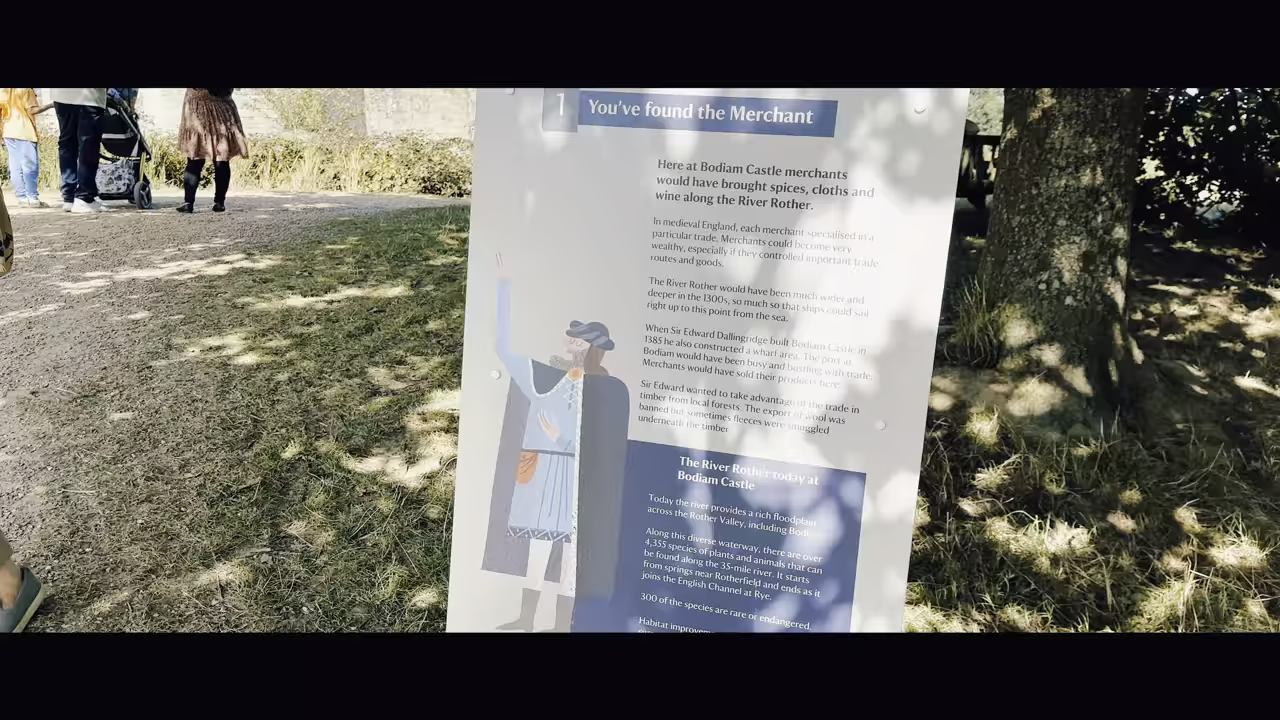 1
You've found the Merchant
Here at Bodiam Castle merchants
would have brought spices, cloths and
wine along the River Rother.
In medieval England, each merchant specialised in a
particular trade. Merchants could become very
wealthy, especially if they controlled important trade
routes and goods.
The River Rother would have been much wider and
deeper in the 1300s, so much so that ships could sail
right up to this point from the sea.
When Sir Edward Dallingridge built Bodiam Castle in
1385 he also constructed a wharf area. The port at
Bodiam would have been busy and bustling with trade.
Merchants would have sold their products here.
Sir Edward wanted to take advantage of the trade in
timber from local forests. The export of wool was
banned but sometimes fleeces were smuggled
underneath the timber.
The River Rother today at
Bodiam Castle
Today the river provides a rich floodplain
across the Rother Valley, including
Along this diverse waterway, there are over
4,355 species of plants and animals that can
be found along the 35-mile river. It starts
from springs near Rotherfield and ends as it
joins the English Channel at Rye.
300 of the species are rare or endangered.
Habitat